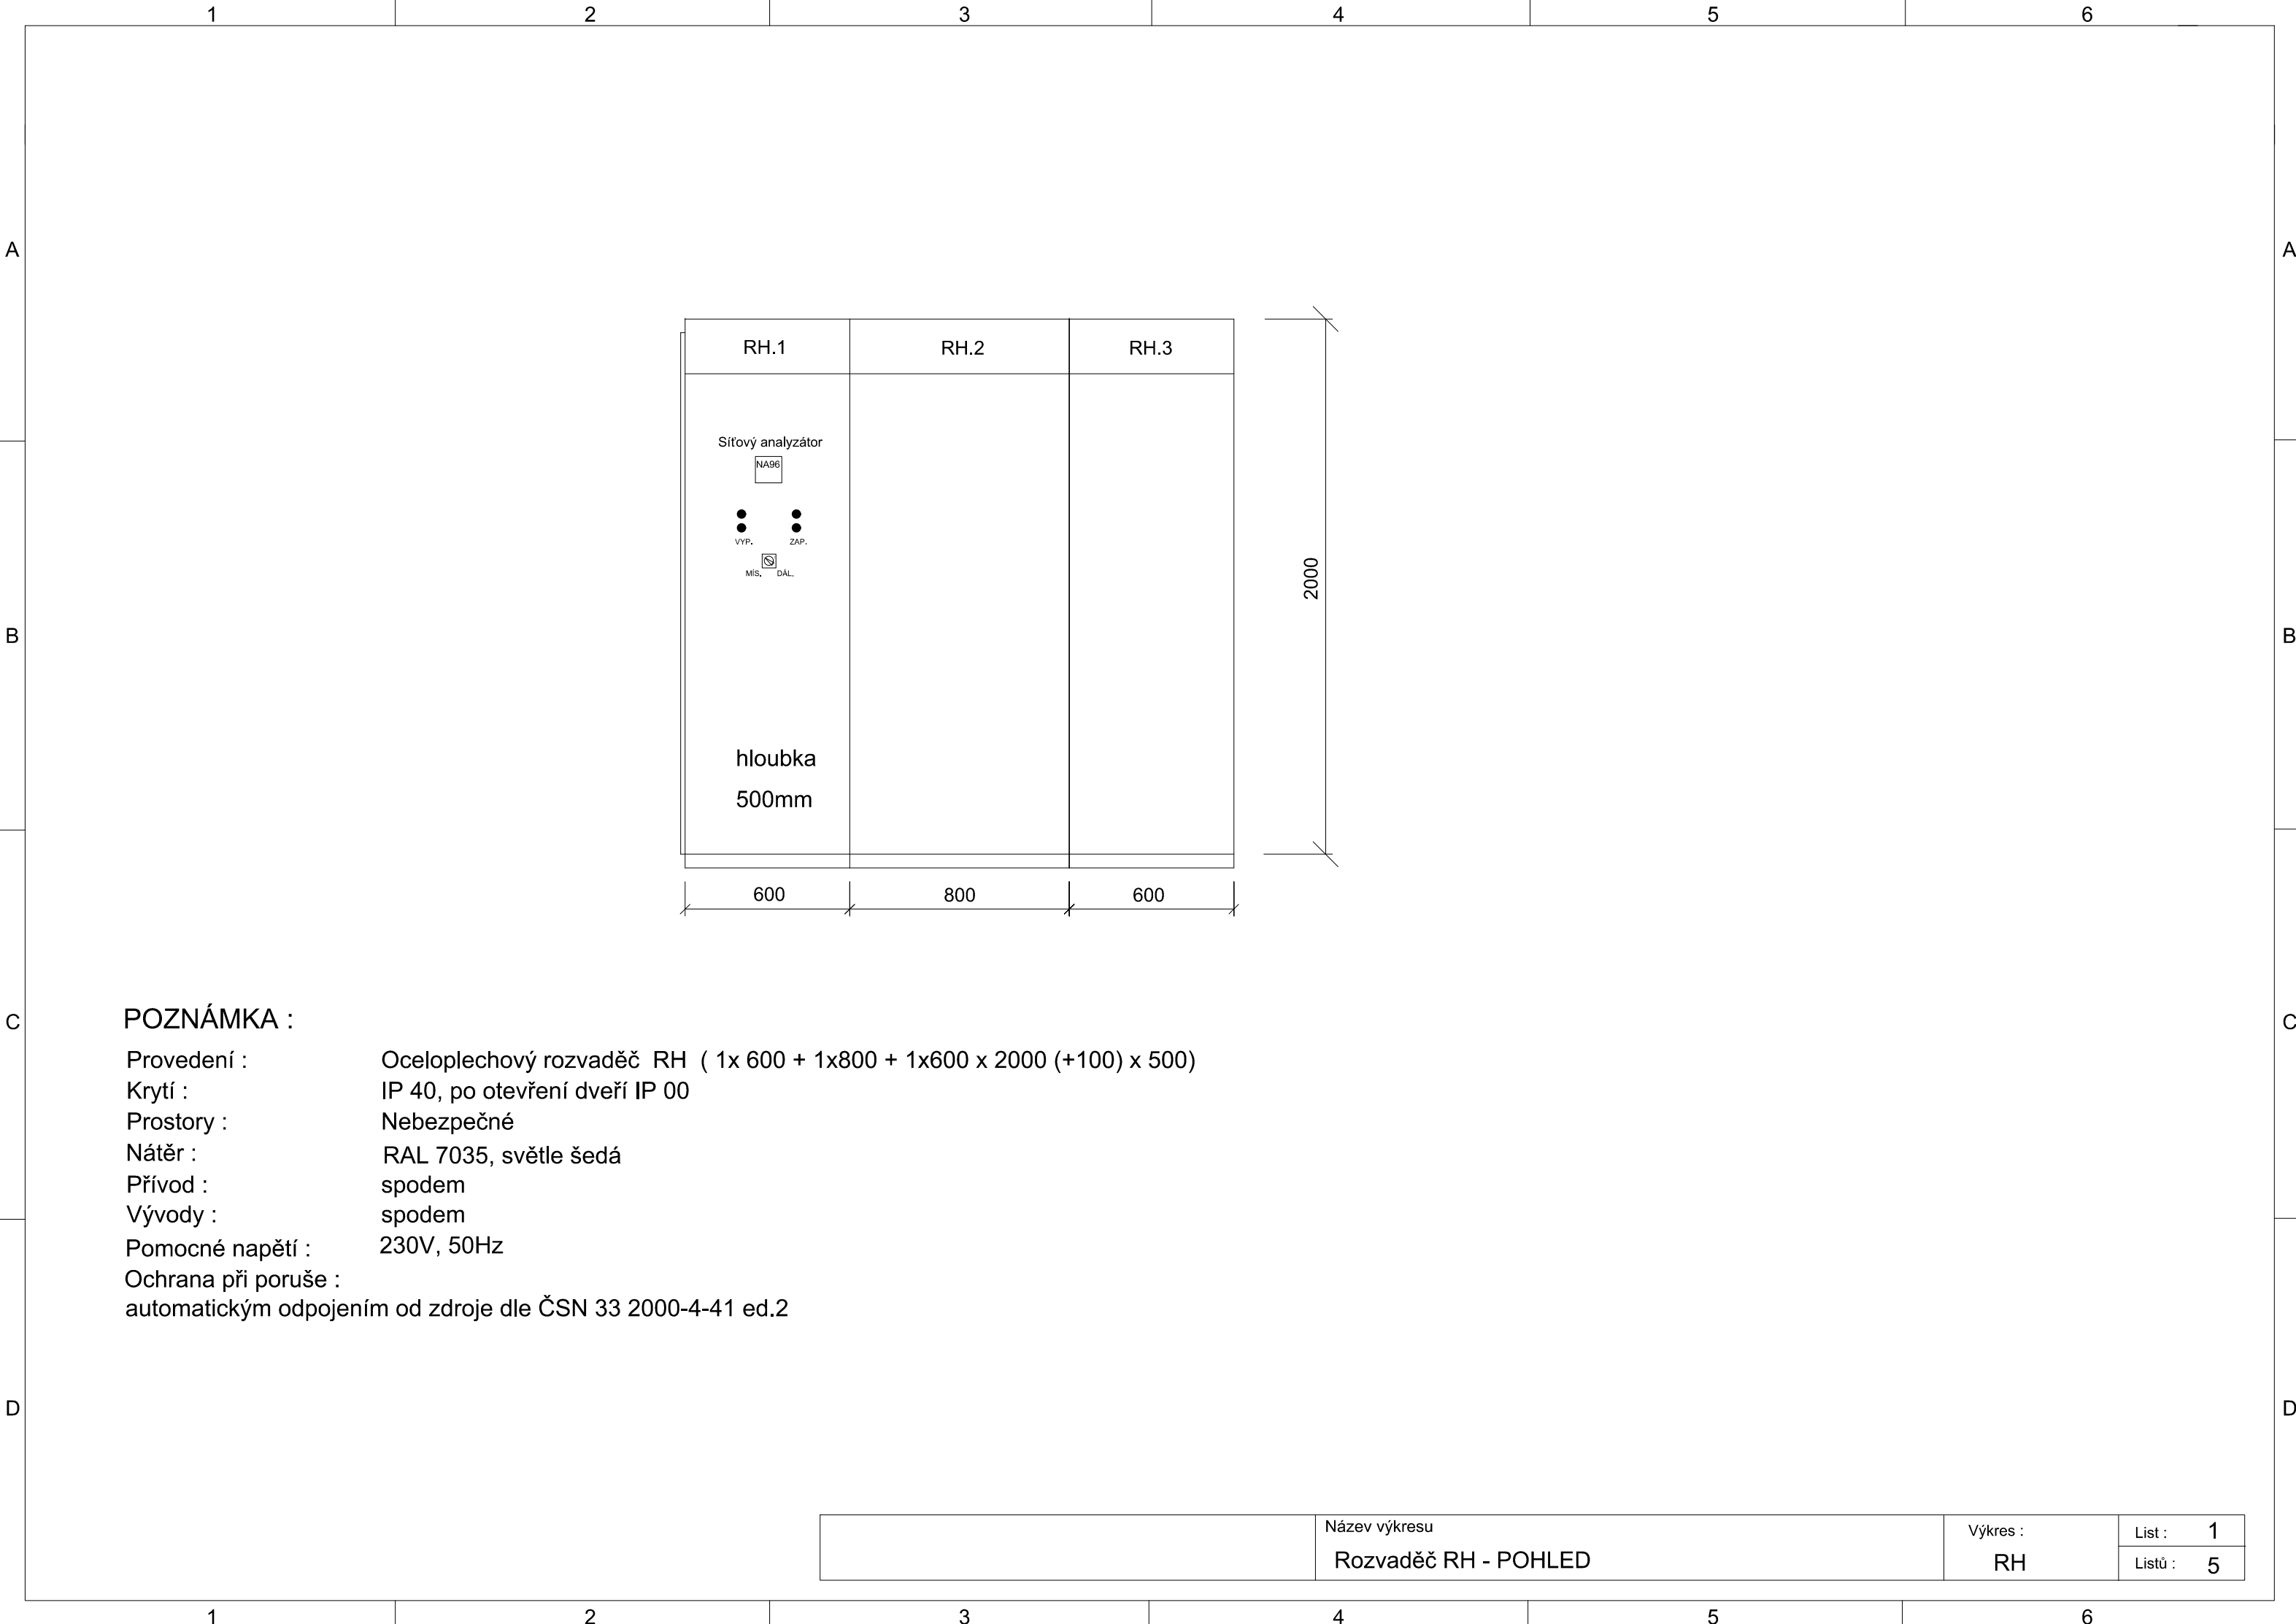 1 2 3 4 5 6
A A
RH.1 RH.2 RH.3
Síťový analyzátor
NA96
VYP. ZAP.
MÍS. DÁL.
2000
B B
hloubka
500mm
600 800 600
POZNÁMKA :
C C
Provedení : Oceloplechový rozvaděč RH ( 1x 600 + 1x800 + 1x600 x 2000 (+100) x 500)
Krytí : IP 40, po otevření dveří IP 00
Prostory : Nebezpečné
Nátěr : RAL 7035, světle šedá
Přívod : spodem
Vývody : spodem
Pomocné napětí : 230V, 50Hz
Ochrana při poruše :
automatickým odpojením od zdroje dle ČSN 33 2000-4-41 ed.2
D D
Název výkresu
Rozvaděč RH - POHLED
Výkres :
RH
List : 1
Listů : 5
1 2 3 4 5 6